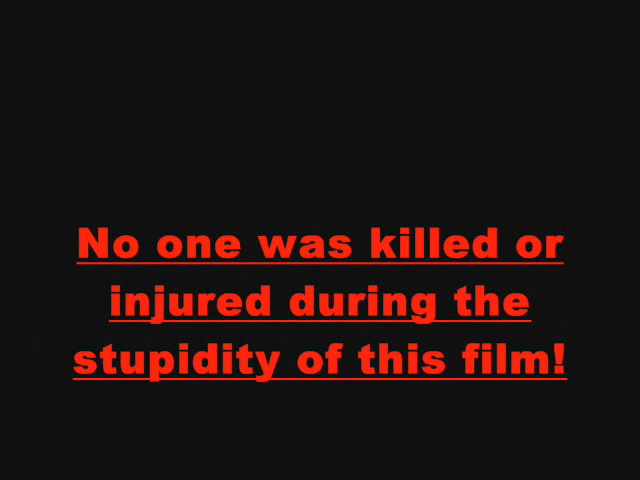 No one was killed or
injured during the
stupidity of this film!